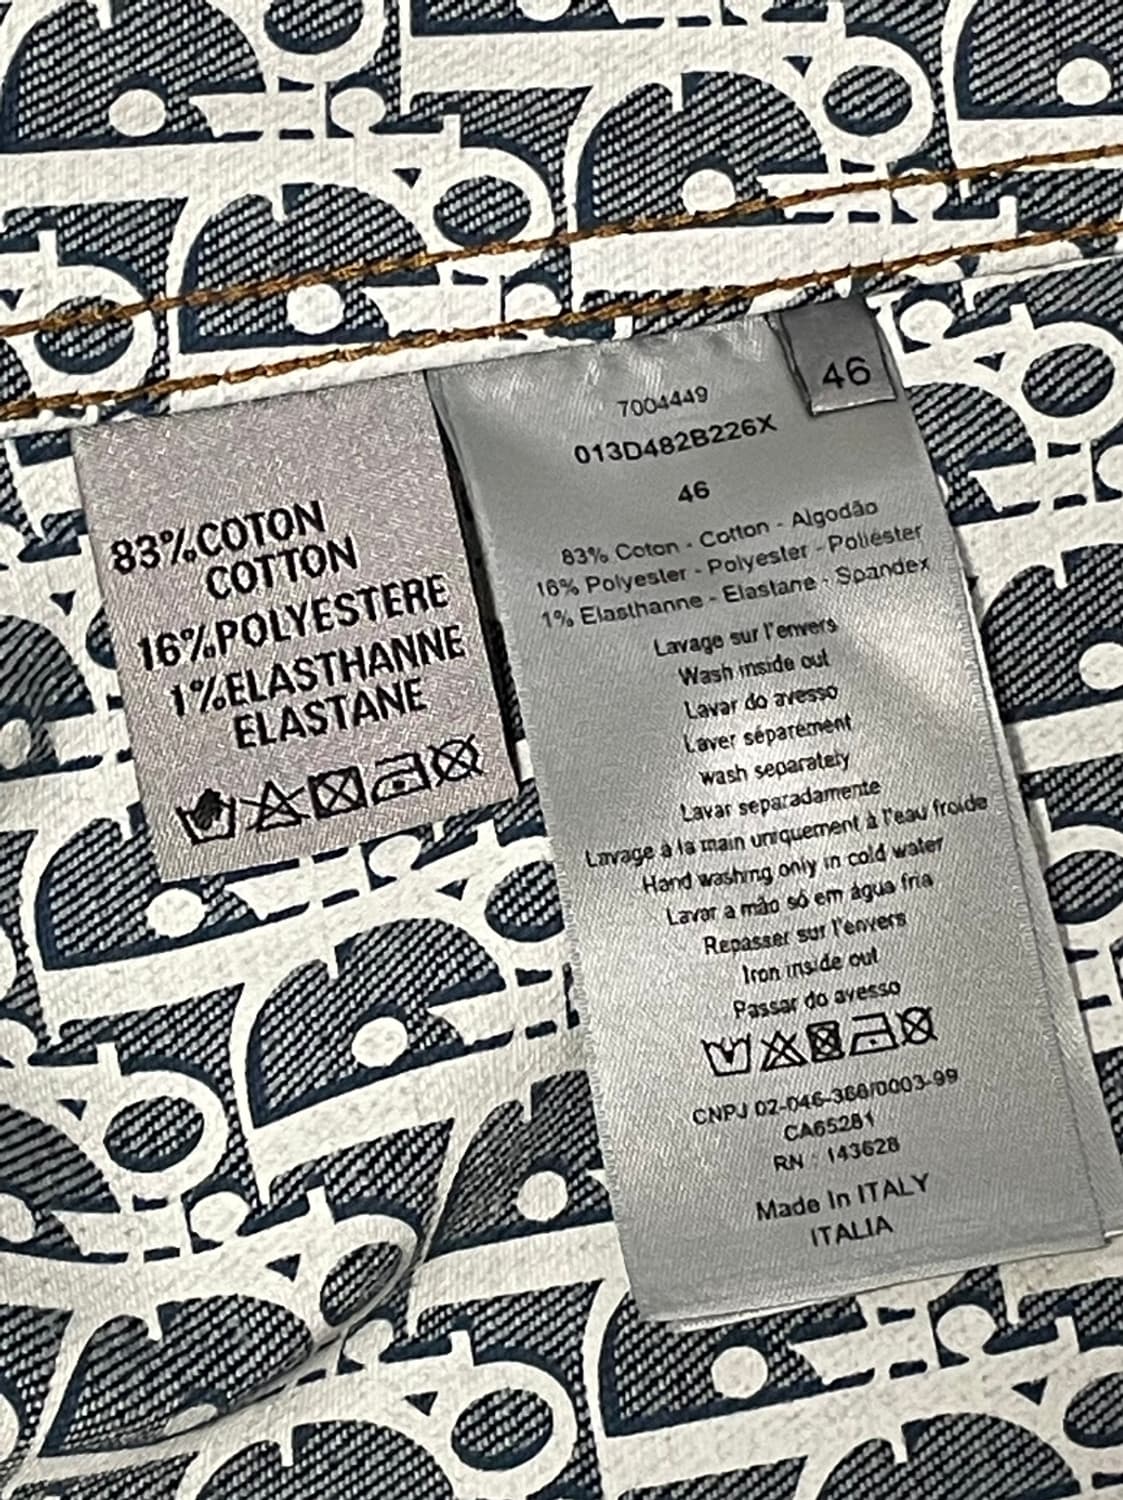 83%COTON
COTTON
16%POLYESTERE
1%ELASTHANNE
ELASTANE
46
7004449
013D482B226X
46
83% Coton - Cotton - Algodão
16% Polyester - Polyester - Poliéster
1% Elasthanne - Elastane - Spandex
Lavage sur l'envers
Wash inside out
Lavar do avesso
Laver séparément
wash separately
Lavar separadamente
Lavage à la main uniquement à l'eau froide
Hand washing only in cold water
Lavar a mão só em água fria
Repasser sur l'envers
Iron inside out
Passar do avesso
CNPJ 02-046-368/0003-99
CA65281
RN : 143628
Made In ITALY
ITALIA